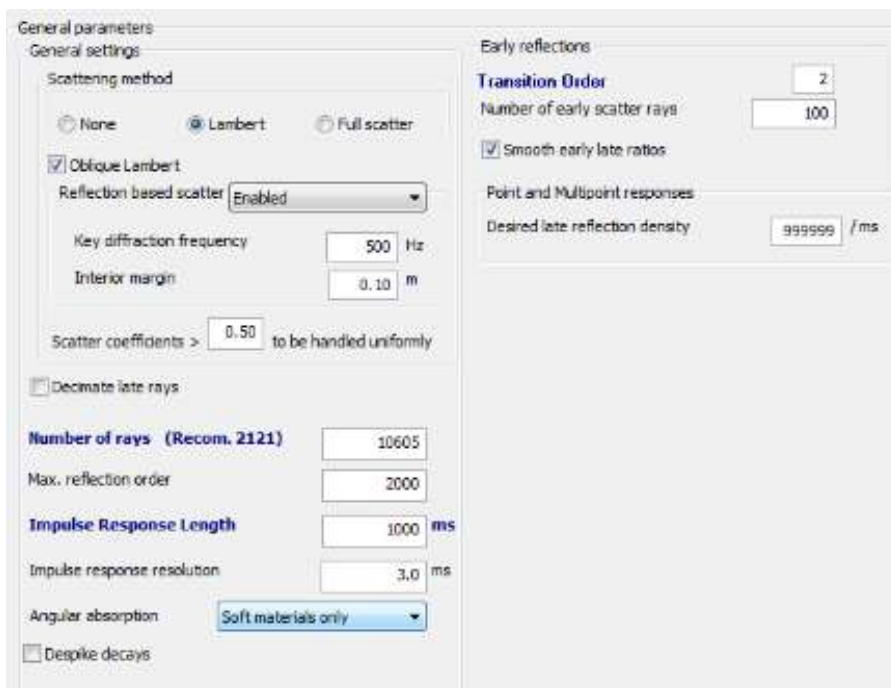 General parameters
General settings
Scattering method
None Lambert Full scatter
Oblique Lambert
Reflection based scatter Enabled
Key diffraction frequency 500 Hz
Interior margin 0.10 m
Scatter coefficients > 0.50 to be handled uniformly
Decimate late rays
Number of rays (Recom. 2121) 10605
Max. reflection order 2000
Impulse Response Length 1000 ms
Impulse response resolution 3.0 ms
Angular absorption Soft materials only
Despike decays
Early reflections
Transition Order 2
Number of early scatter rays 100
Smooth early late ratios
Point and Multipoint responses
Desired late reflection density 999999 /ms